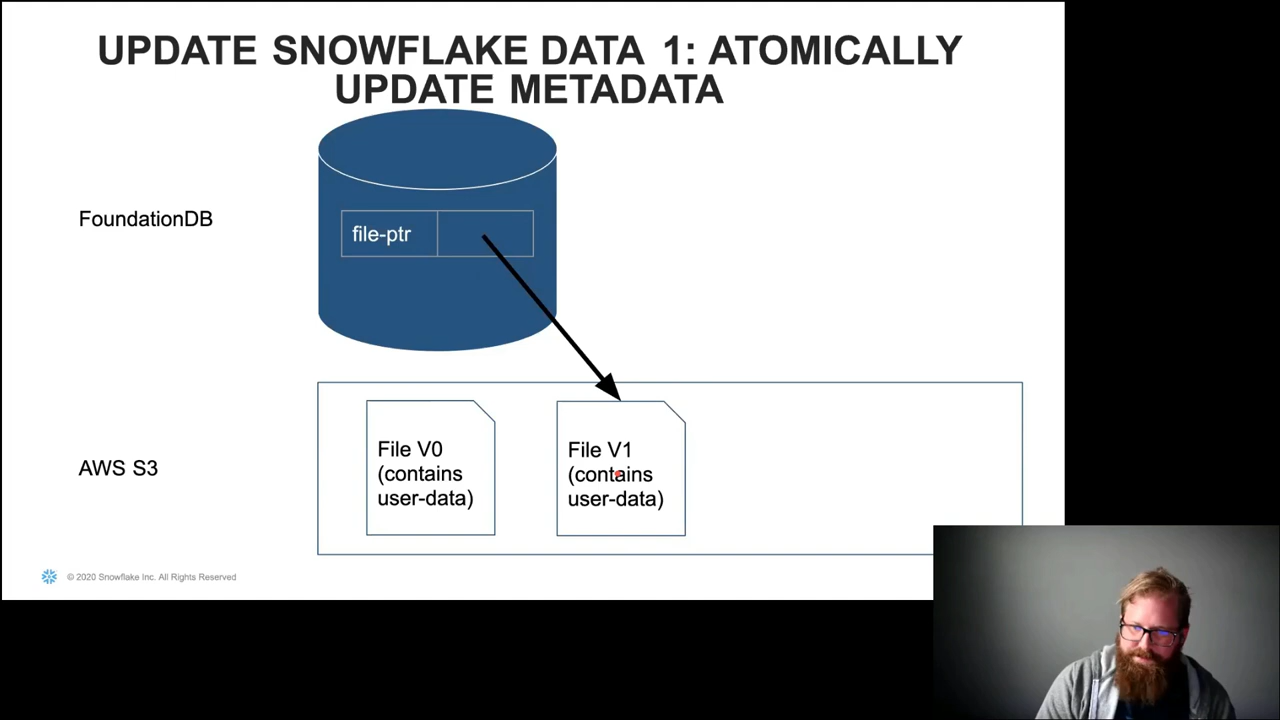 UPDATE SNOWFLAKE DATA 1: ATOMICALLY
UPDATE METADATA
FoundationDB
file-ptr
AWS S3
File V0
(contains
user-data)
File V1
(contains
user-data)
© 2020 Snowflake Inc. All Rights Reserved